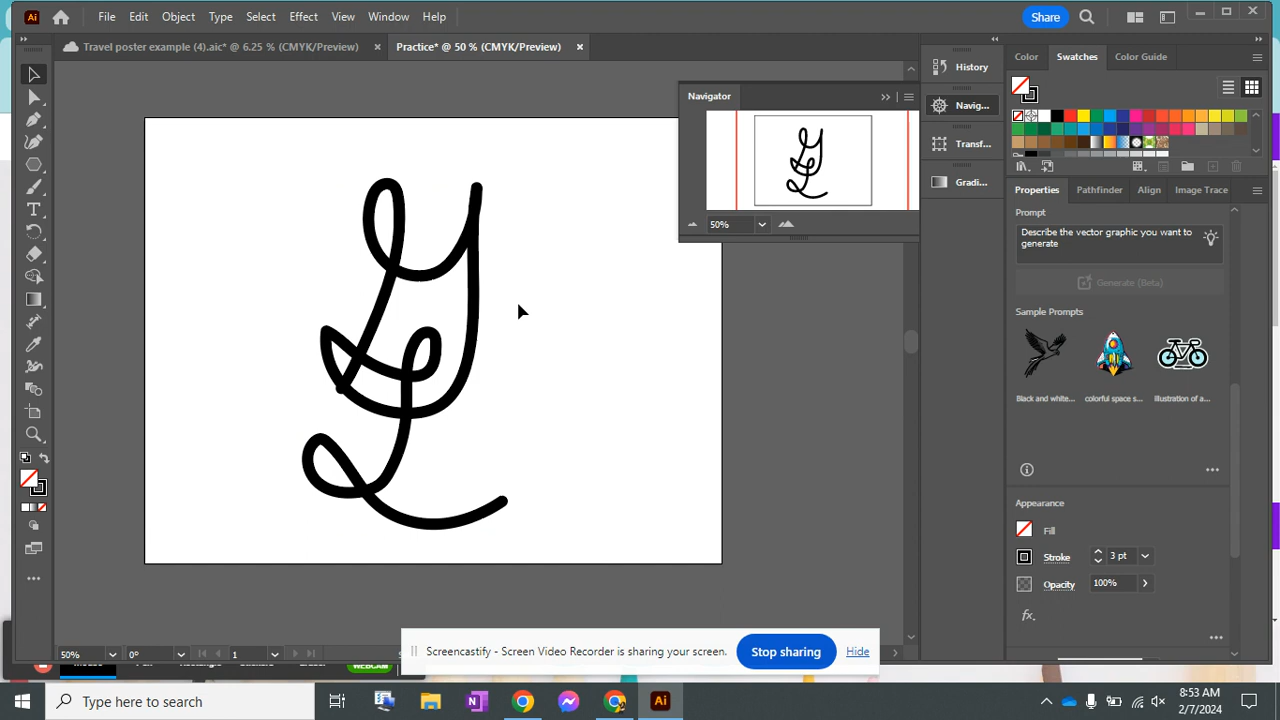 Ai File Edit Object Type Select Effect View Window Help Share
Travel poster example (4).aic* @ 6.25 % (CMYK/Preview) × Practice* @ 50 % (CMYK/Preview) ×
History
Navig...
Transf...
Gradi...
Navigator
50%
Color Swatches Color Guide
Properties Pathfinder Align Image Trace
Prompt
Describe the vector graphic you want to
generate
Generate (Beta)
Sample Prompts
Black and white... colorful space s... Illustration of a...
Appearance
Fill
Stroke 3 pt
Opacity 100%
fx.
50% 0° 1
Screencastify - Screen Video Recorder is sharing your screen. Stop sharing Hide
WEBCAM
Type here to search
8:53 AM
2/7/2024